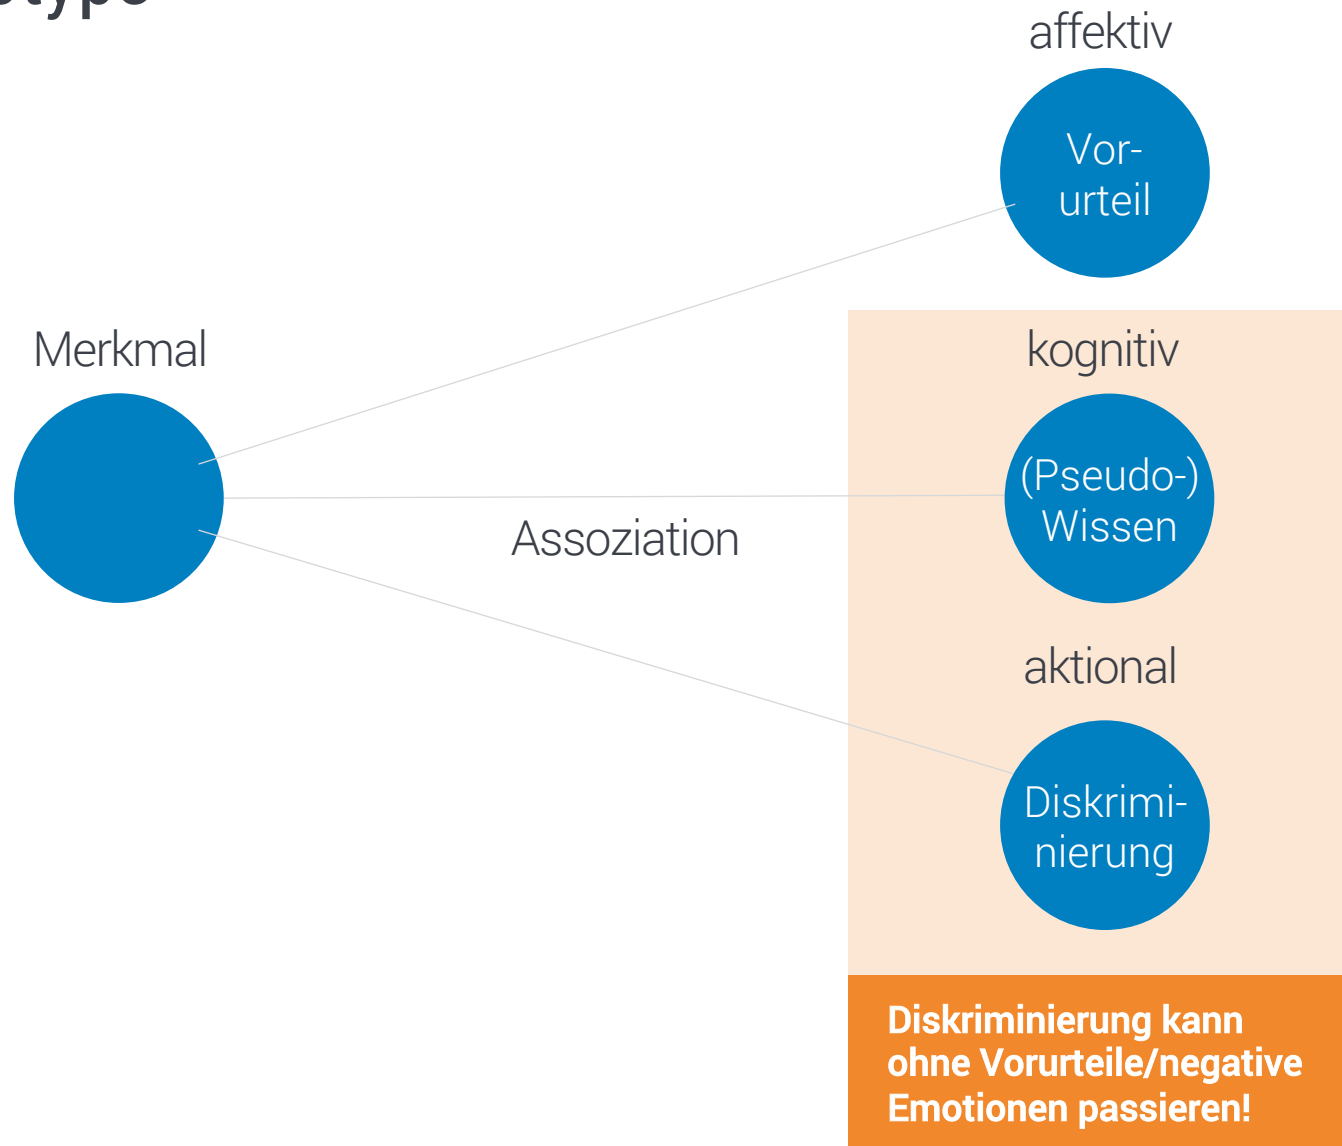 affektiv
Vor-
urteil
Merkmal
kognitiv
(Pseudo-)
Wissen
Assoziation
aktional
Diskrimi-
nierung
Diskriminierung kann
ohne Vorurteile/negative
Emotionen passieren!